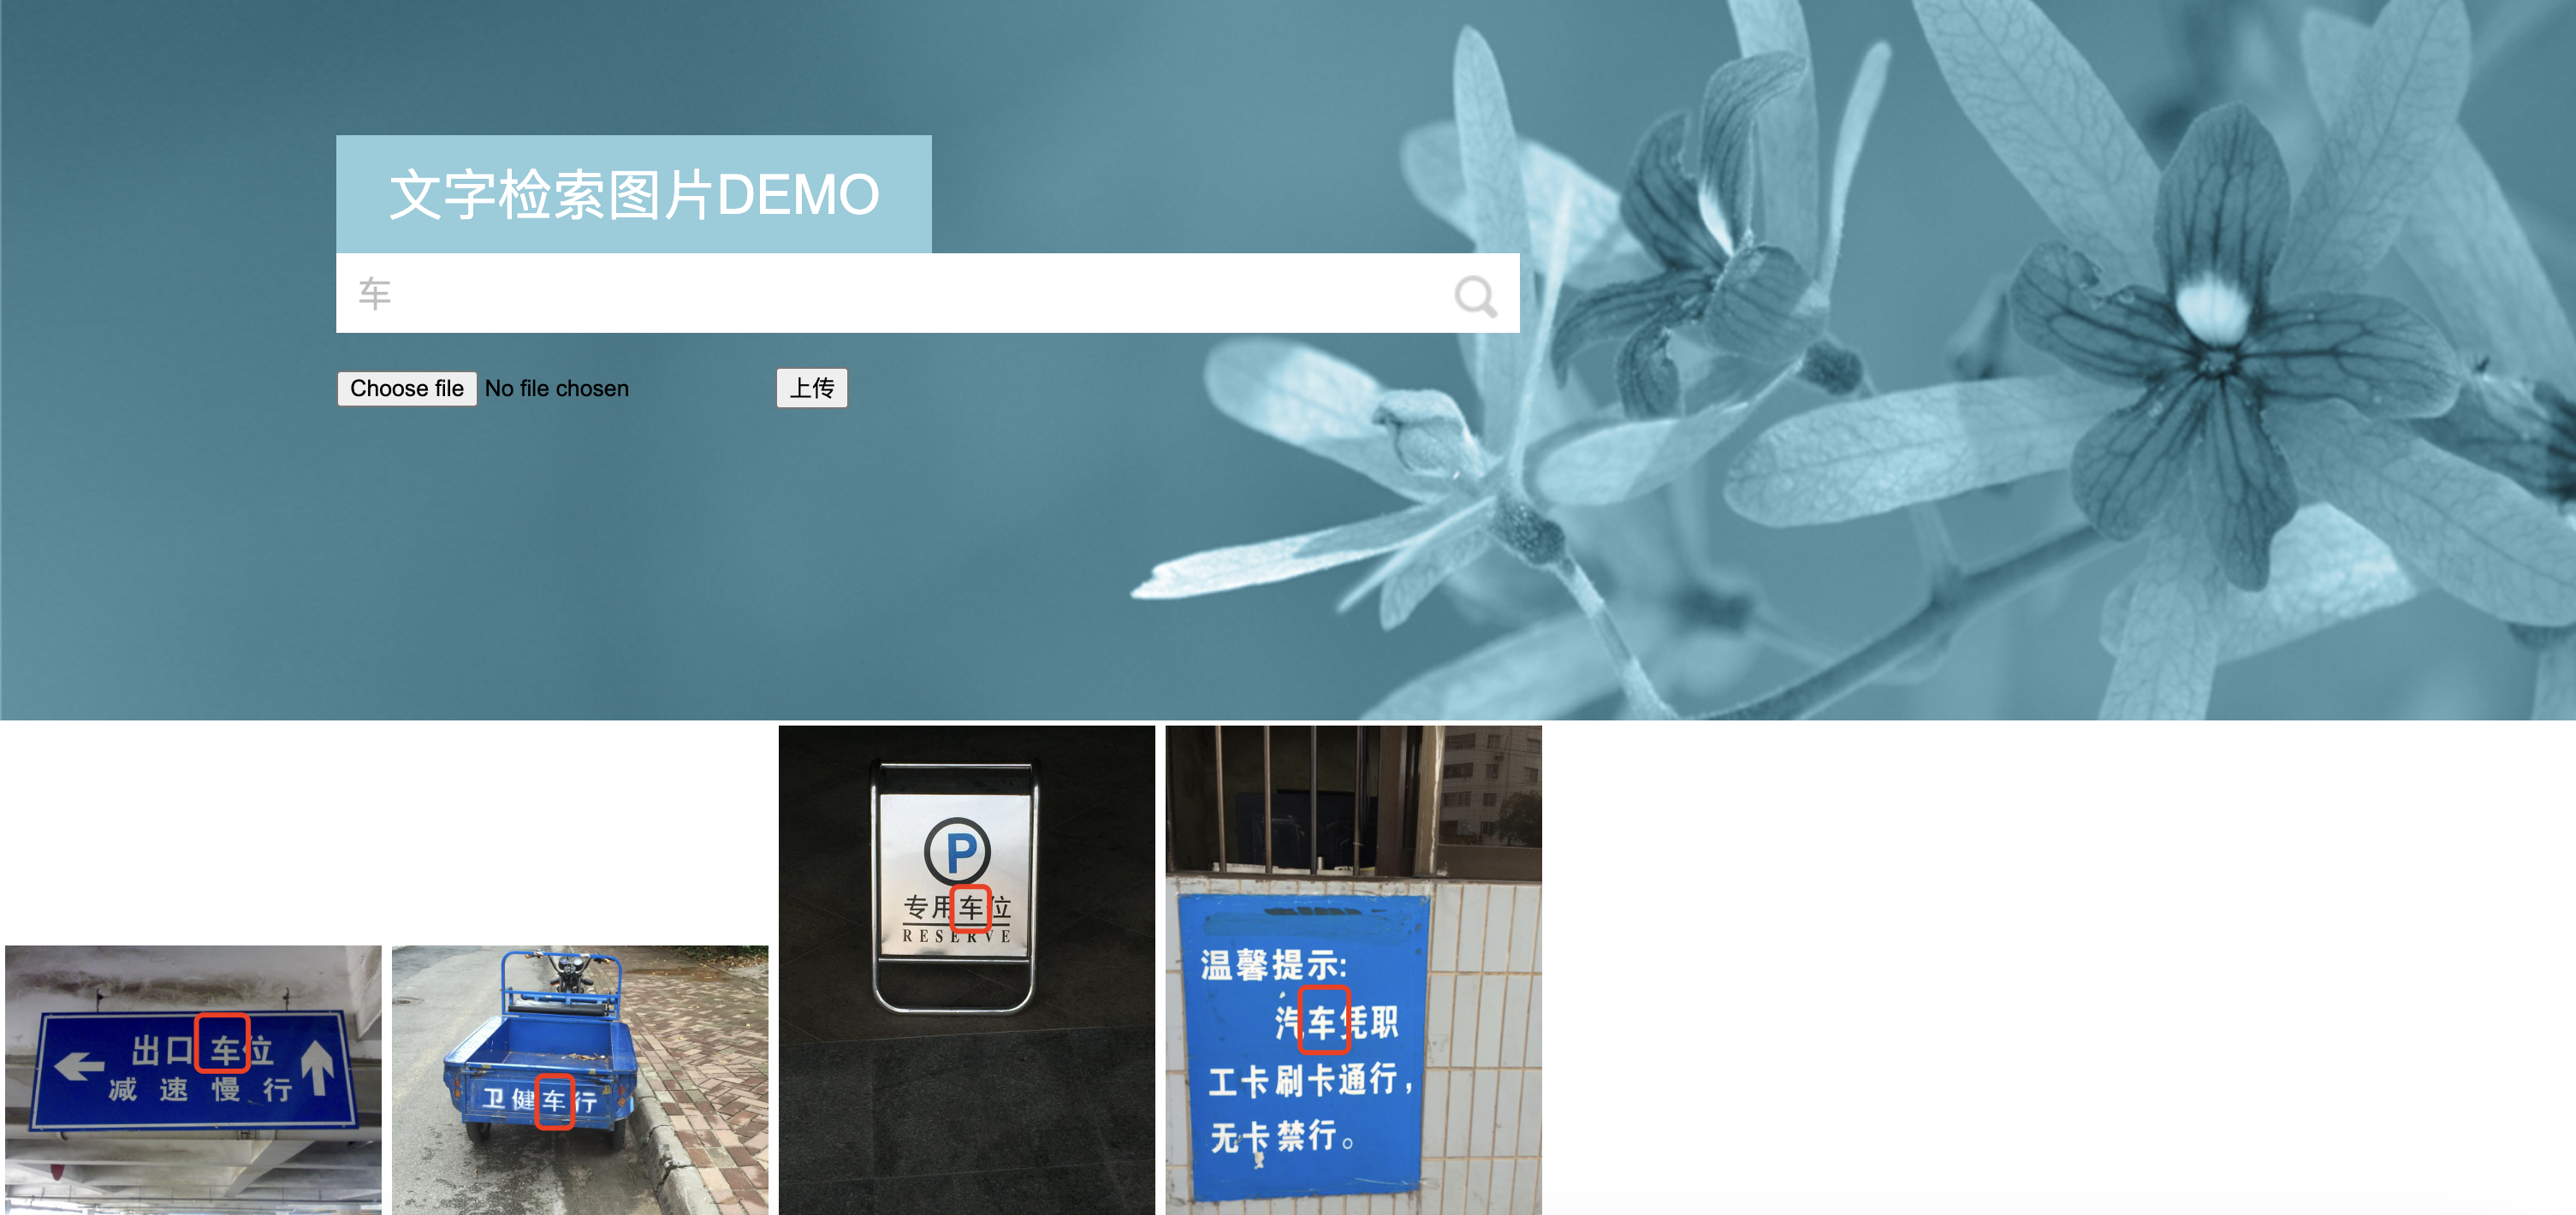 文字检索图片DEMO
车
Choose file No file chosen 上传
出口 车位
减速慢行
卫健车行
P
专用车位
RESERVE
温馨提示:
汽车凭职
工卡刷卡通行,
无卡禁行。